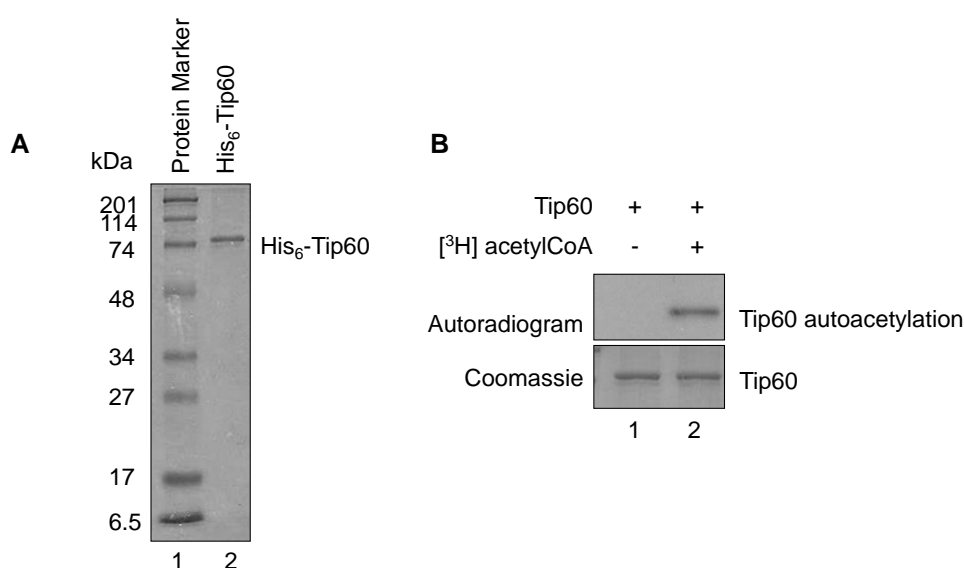 A
kDa
Protein Marker
His₆-Tip60
201
114
74
48
34
27
17
6.5
His₆-Tip60
1 2
B
Tip60 + +
[³H] acetylCoA - +
Autoradiogram
Tip60 autoacetylation
Coomassie
Tip60
1 2